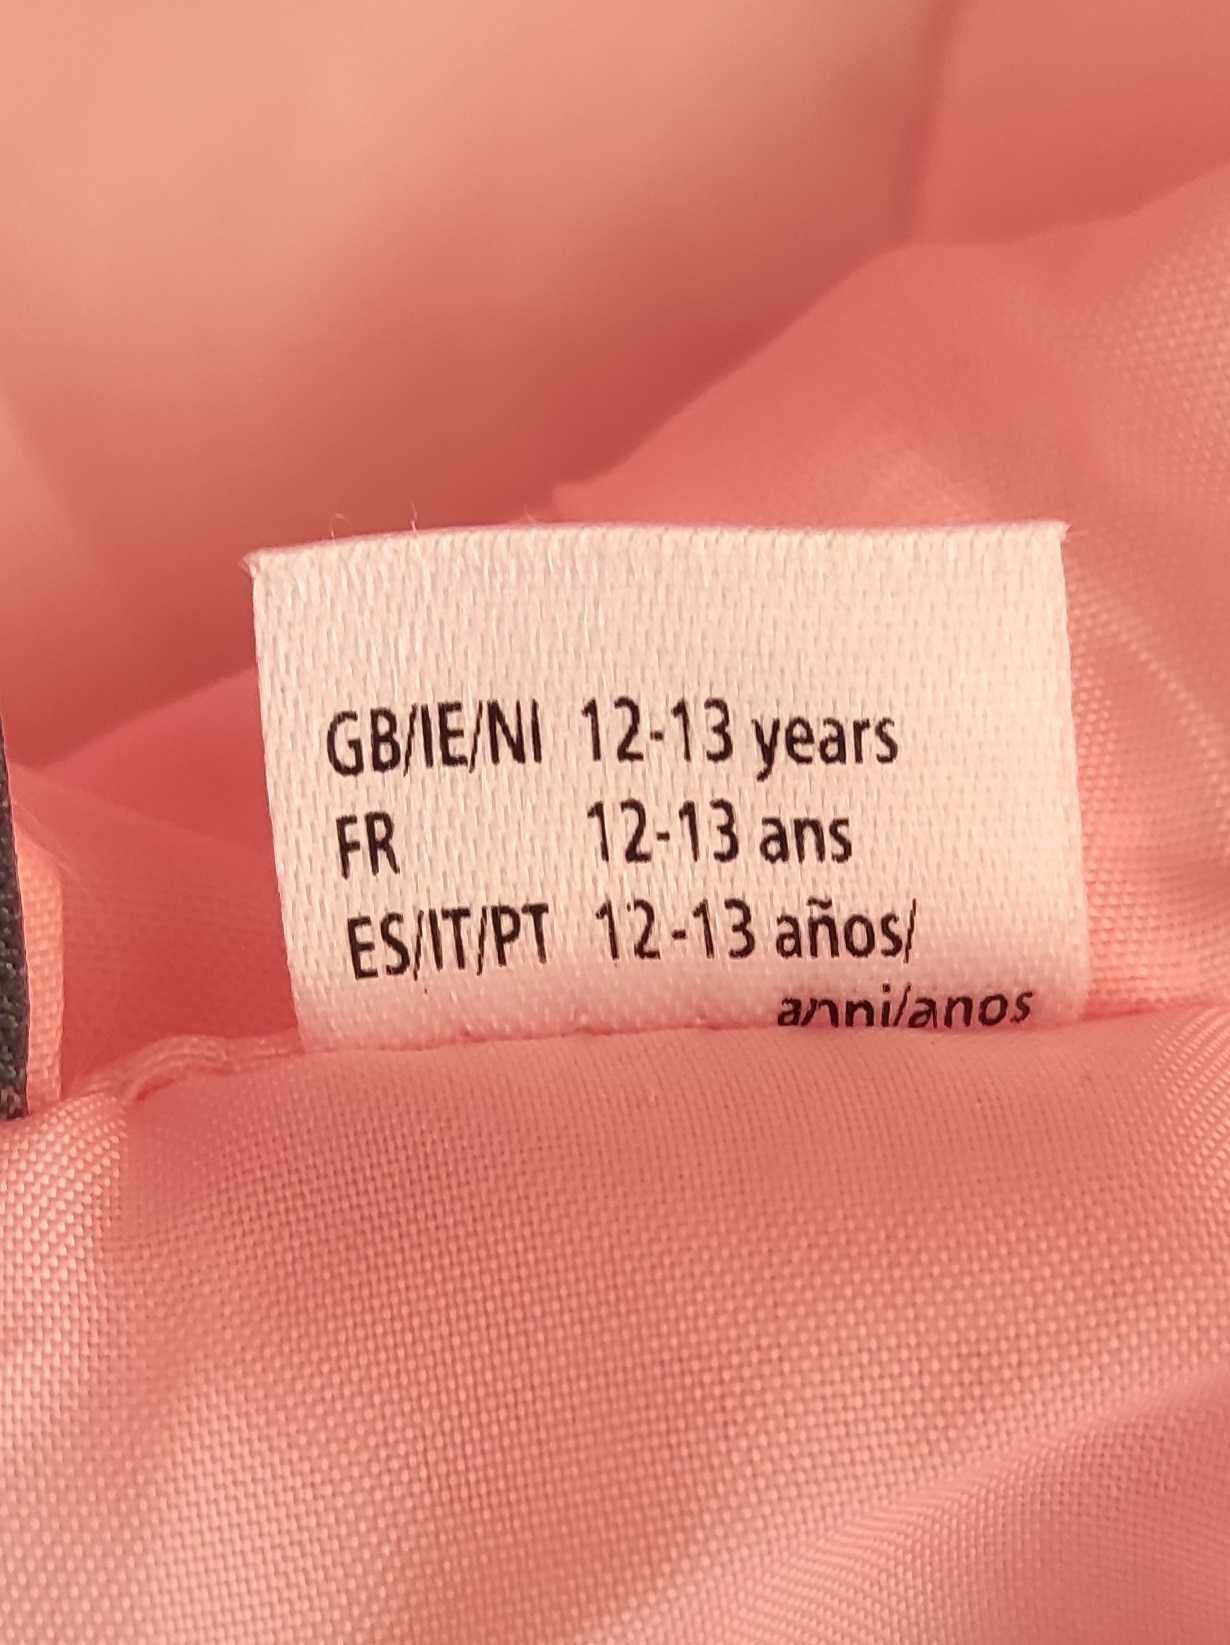 GB/IE/NI 12-13 years
FR 12-13 ans
ES/IT/PT 12-13 años/
anni/anos